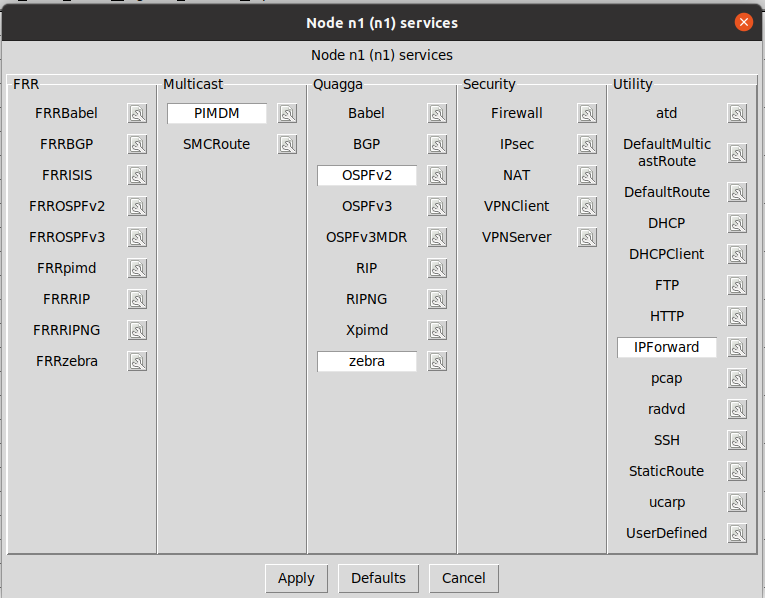 Node n1 (n1) services
Node n1 (n1) services
FRR
FRRBabel
FRRBGP
FRRISIS
FRROSPFv2
FRROSPFv3
FRRpimd
FRRRIP
FRRRIPNG
FRRzebra
Multicast
PIMDM
SMCRoute
Quagga
Babel
BGP
OSPFv2
OSPFv3
OSPFv3MDR
RIP
RIPNG
Xpimd
zebra
Security
Firewall
IPsec
NAT
VPNClient
VPNServer
Utility
atd
DefaultMultic
astRoute
DefaultRoute
DHCP
DHCPClient
FTP
HTTP
IPForward
pcap
radvd
SSH
StaticRoute
ucarp
UserDefined
Apply
Defaults
Cancel